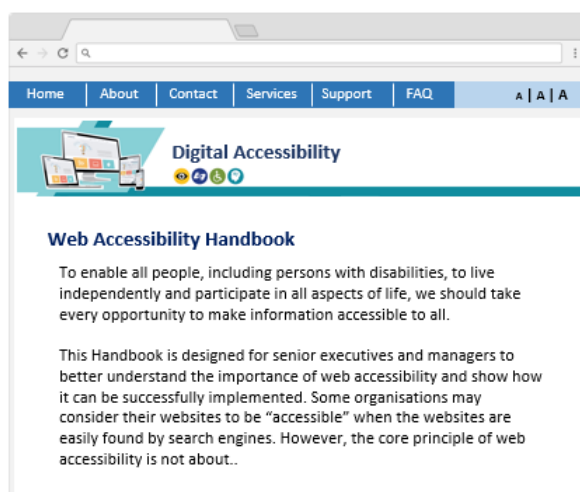 Home About Contact Services Support FAQ A A A
Digital Accessibility
Web Accessibility Handbook
To enable all people, including persons with disabilities, to live
independently and participate in all aspects of life, we should take
every opportunity to make information accessible to all.
This Handbook is designed for senior executives and managers to
better understand the importance of web accessibility and show how
it can be successfully implemented. Some organisations may
consider their websites to be “accessible” when the websites are
easily found by search engines. However, the core principle of web
accessibility is not about..